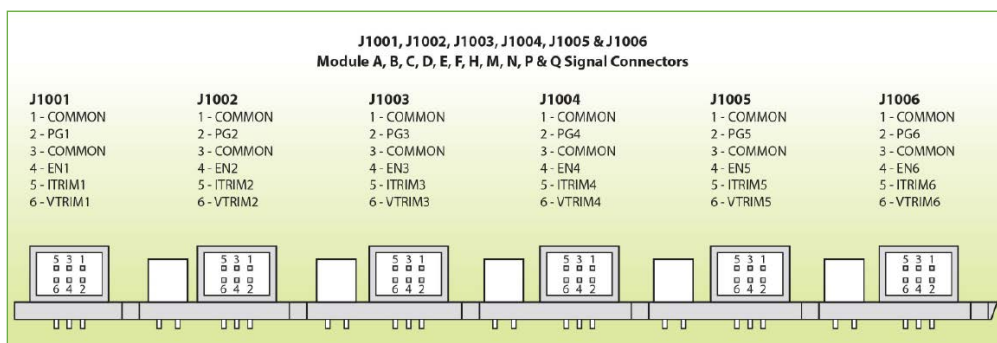 J1001, J1002, J1003, J1004, J1005 & J1006
Module A, B, C, D, E, F, H, M, N, P & Q Signal Connectors
J1001
1 - COMMON
2 - PG1
3 - COMMON
4 - EN1
5 - ITRIM1
6 - VTRIM1
J1002
1 - COMMON
2 - PG2
3 - COMMON
4 - EN2
5 - ITRIM2
6 - VTRIM2
J1003
1 - COMMON
2 - PG3
3 - COMMON
4 - EN3
5 - ITRIM3
6 - VTRIM3
J1004
1 - COMMON
2 - PG4
3 - COMMON
4 - EN4
5 - ITRIM4
6 - VTRIM4
J1005
1 - COMMON
2 - PG5
3 - COMMON
4 - EN5
5 - ITRIM5
6 - VTRIM5
J1006
1 - COMMON
2 - PG6
3 - COMMON
4 - EN6
5 - ITRIM6
6 - VTRIM6
5 3 1
6 4 2
5 3 1
6 4 2
5 3 1
6 4 2
5 3 1
6 4 2
5 3 1
6 4 2
5 3 1
6 4 2